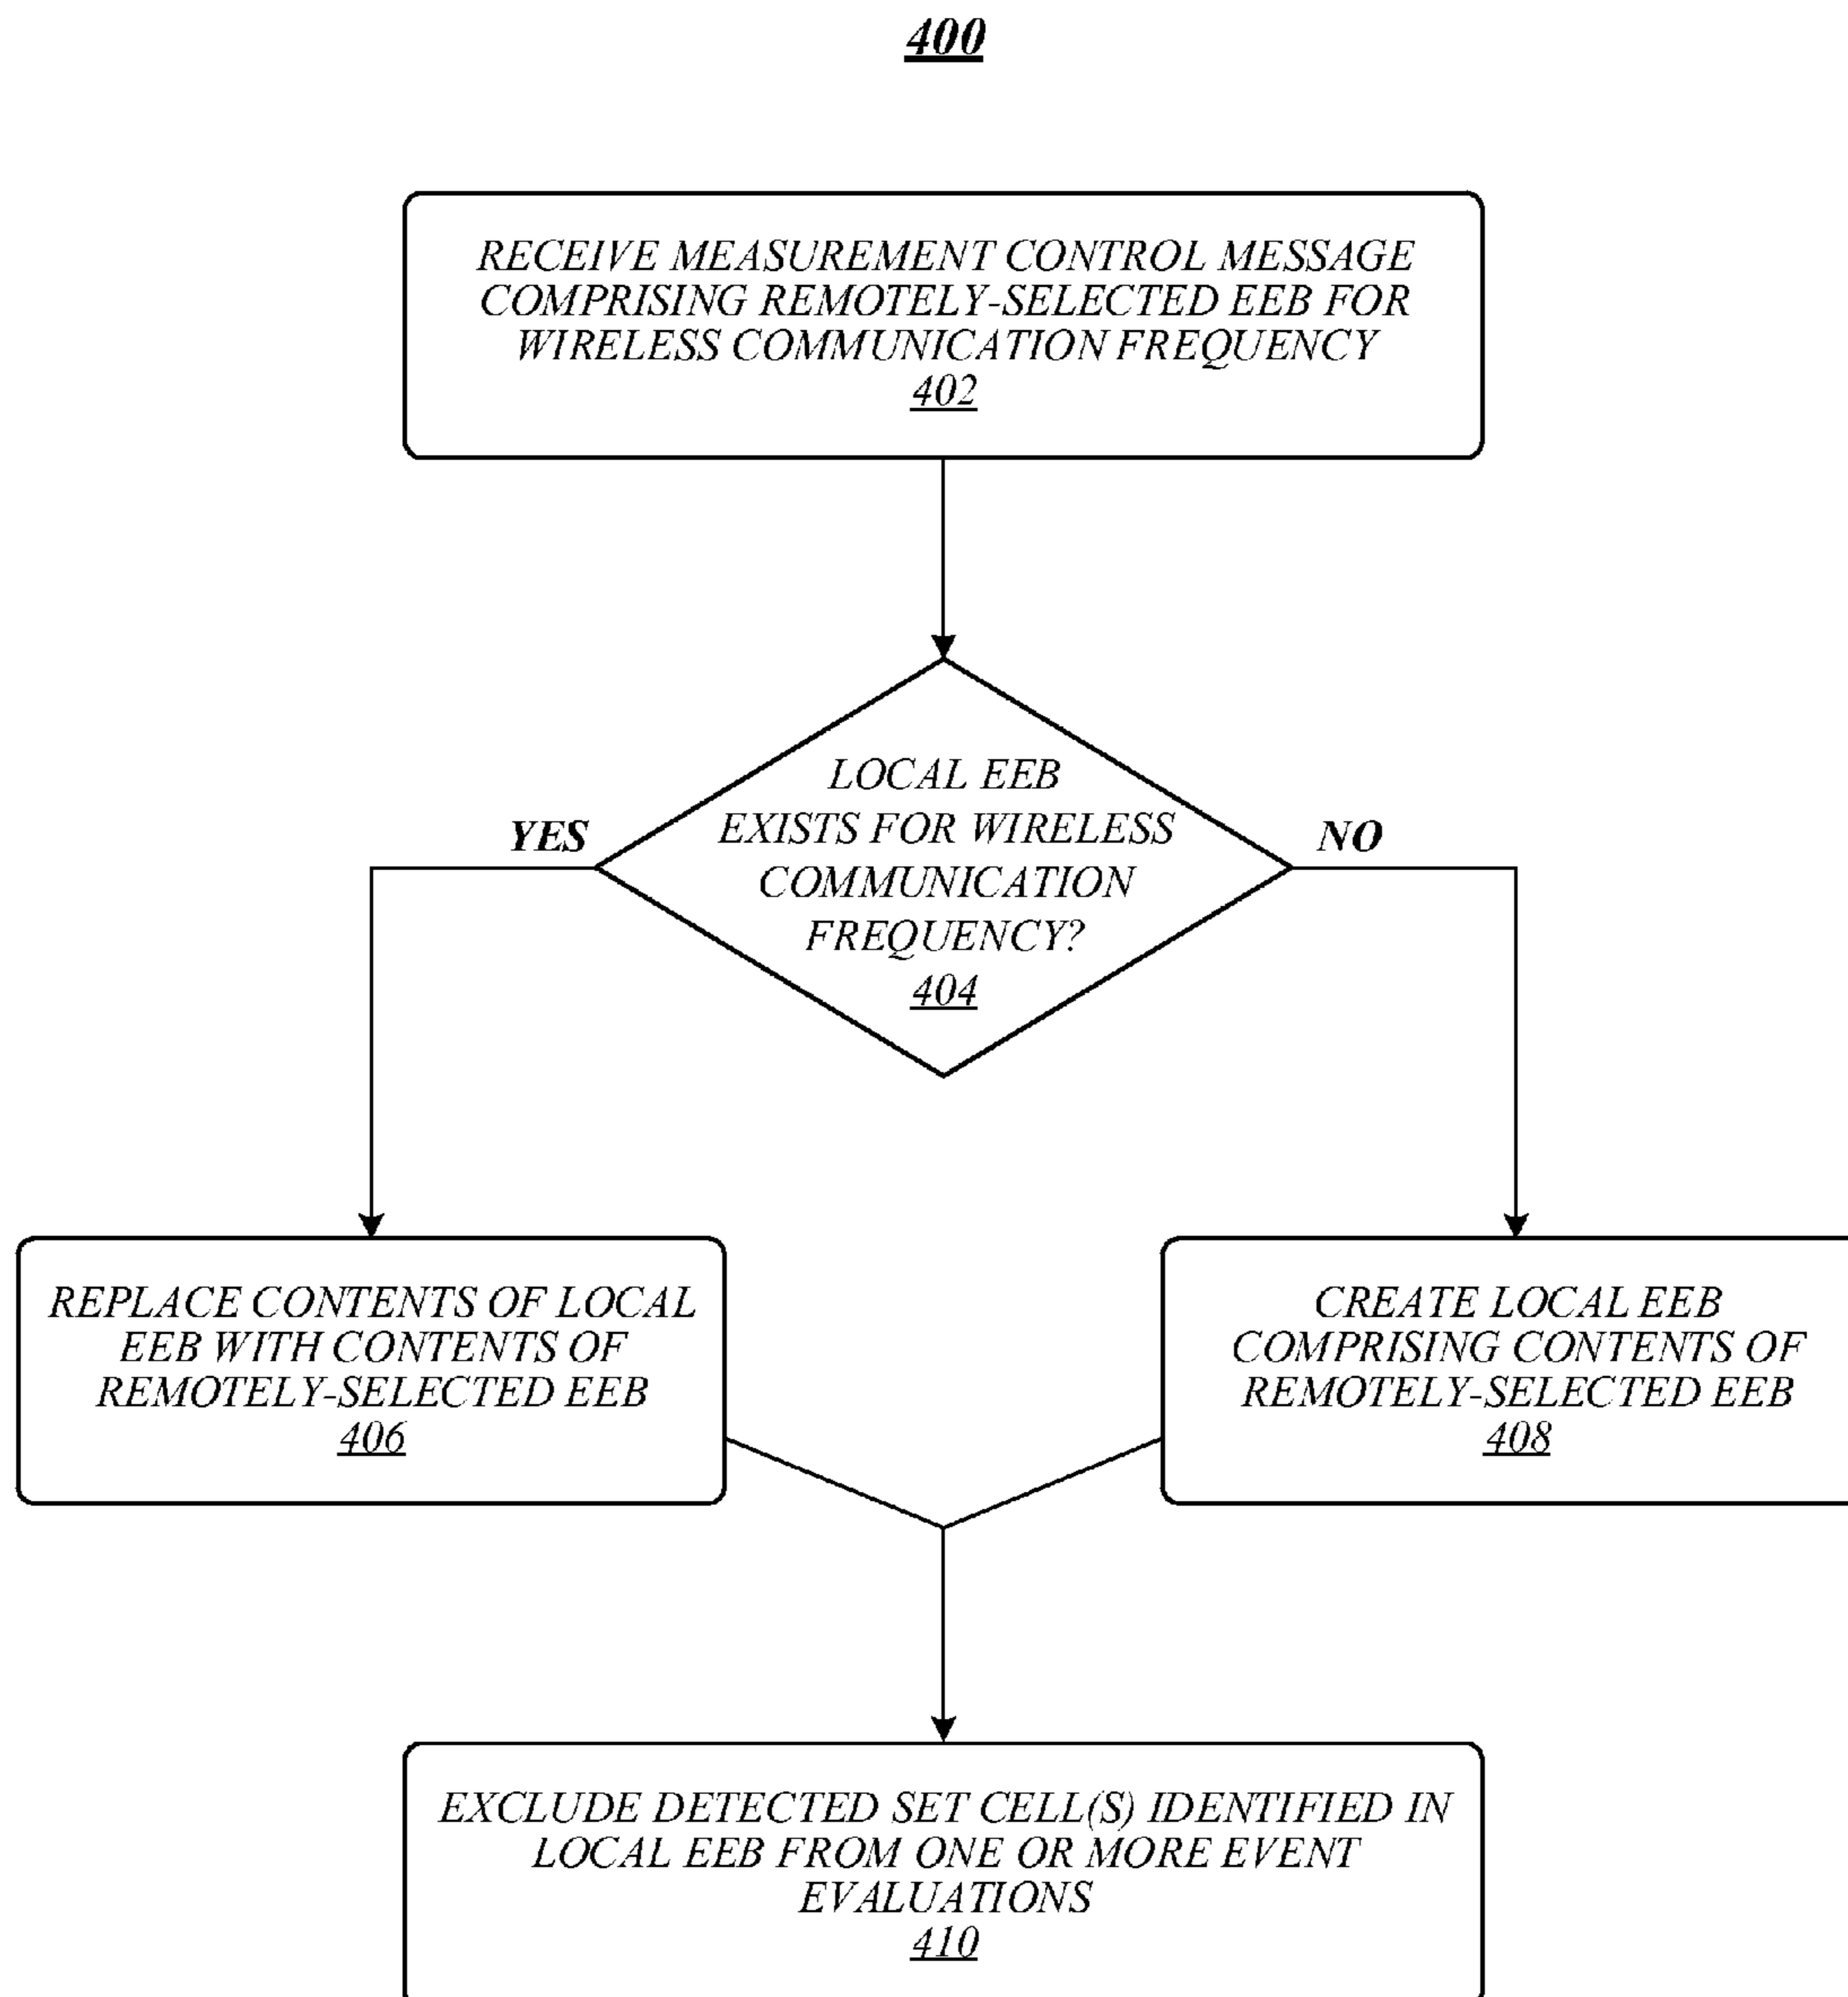 400
RECEIVE MEASUREMENT CONTROL MESSAGE
COMPRISING REMOTELY-SELECTED EEB FOR
WIRELESS COMMUNICATION FREQUENCY
402
LOCAL EEB
EXISTS FOR WIRELESS
COMMUNICATION
FREQUENCY?
404
YES
NO
REPLACE CONTENTS OF LOCAL
EEB WITH CONTENTS OF
REMOTELY-SELECTED EEB
406
CREATE LOCAL EEB
COMPRISING CONTENTS OF
REMOTELY-SELECTED EEB
408
EXCLUDE DETECTED SET CELL(S) IDENTIFIED IN
LOCAL EEB FROM ONE OR MORE EVENT
EVALUATIONS
410